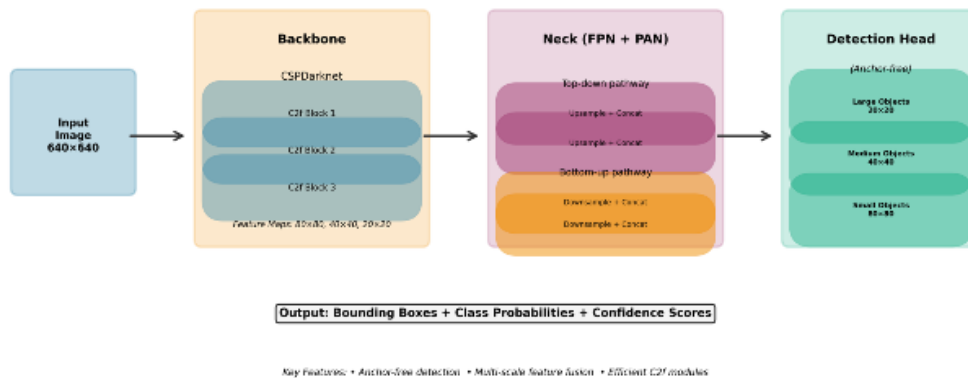 Input
Image
640×640
Backbone
CSPDarknet
C2f Block 1
C2f Block 2
C2f Block 3
Feature Maps: 80×80, 40×40, 20×20
Neck (FPN + PAN)
Top-down pathway
Upsample + Concat
Upsample + Concat
Bottom-up pathway
Downsample + Concat
Downsample + Concat
Detection Head
(Anchor-free)
Large Objects
20×20
Medium Objects
40×40
Small Objects
80×80
Output: Bounding Boxes + Class Probabilities + Confidence Scores
Key Features: • Anchor-free detection • Multi-scale feature fusion • Efficient C2f modules